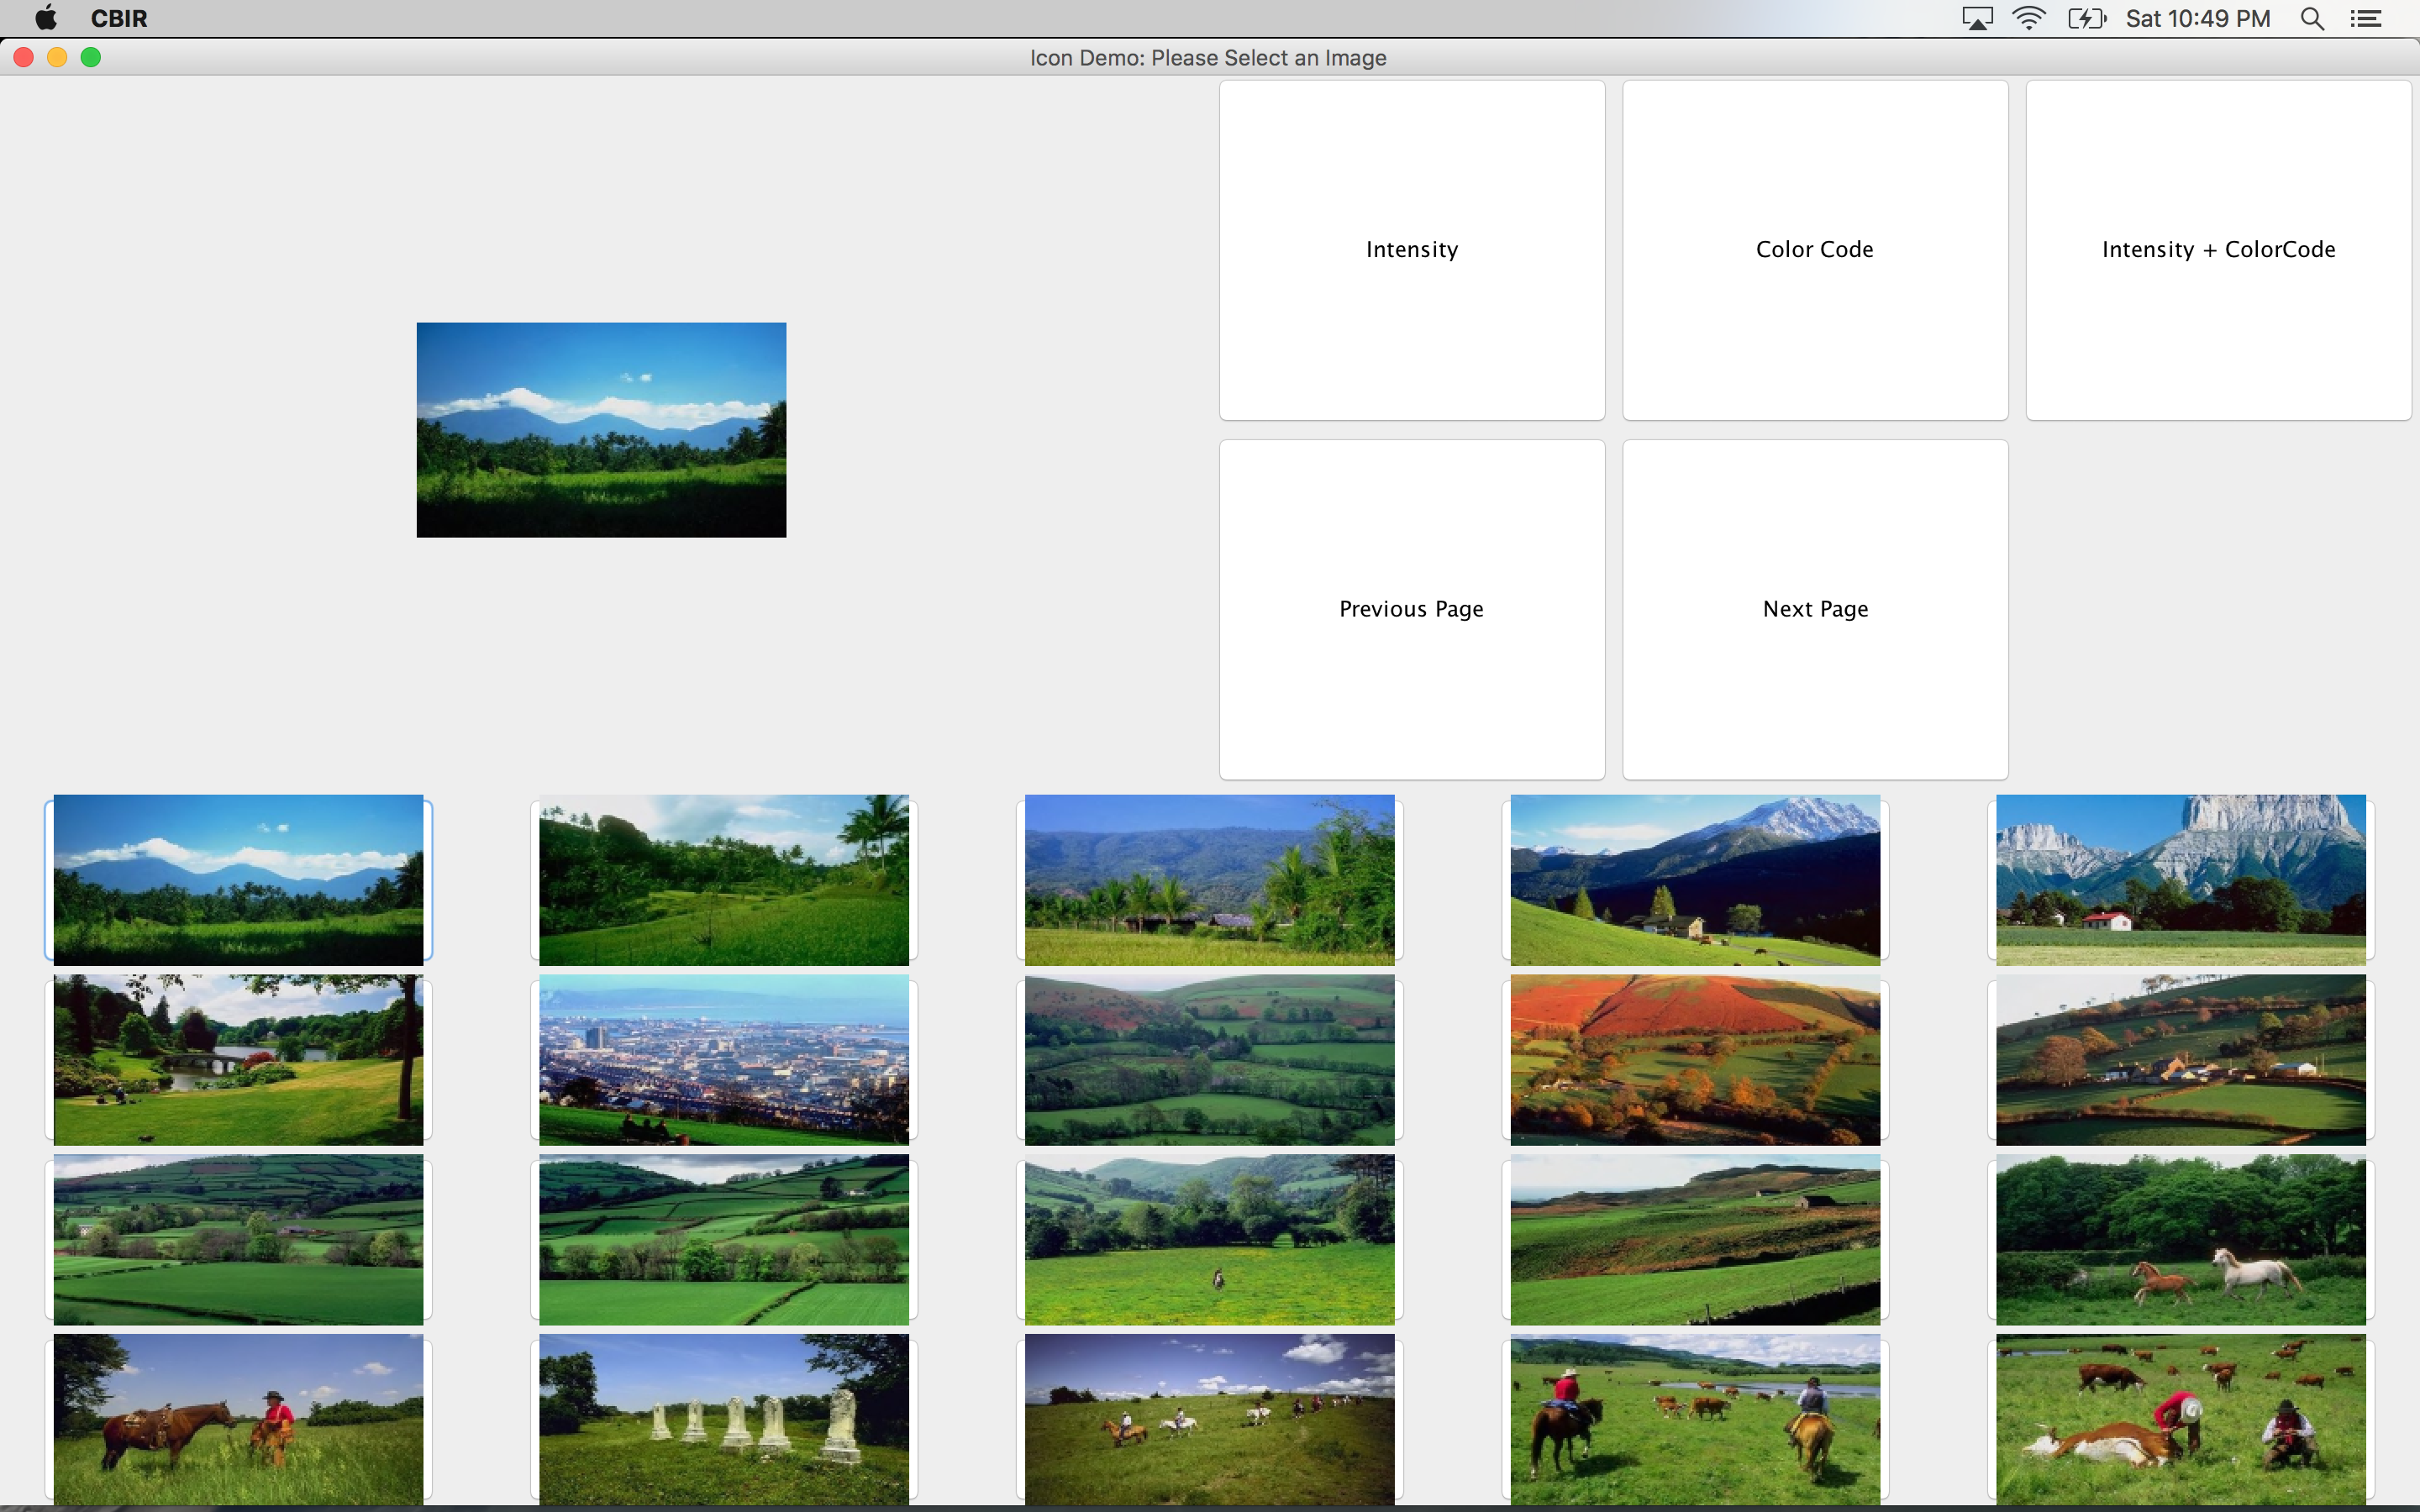 CBIR
Sat 10:49 PM
Icon Demo: Please Select an Image
Intensity
Color Code
Intensity + ColorCode
Previous Page
Next Page